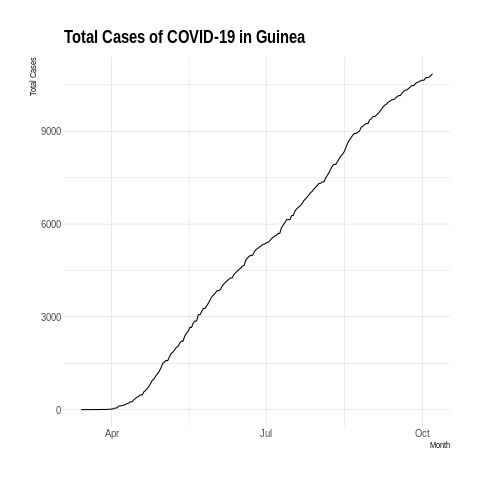 Total Cases of COVID-19 in Guinea
Total Cases
9000
6000
3000
0
Apr
Jul
Oct
Month